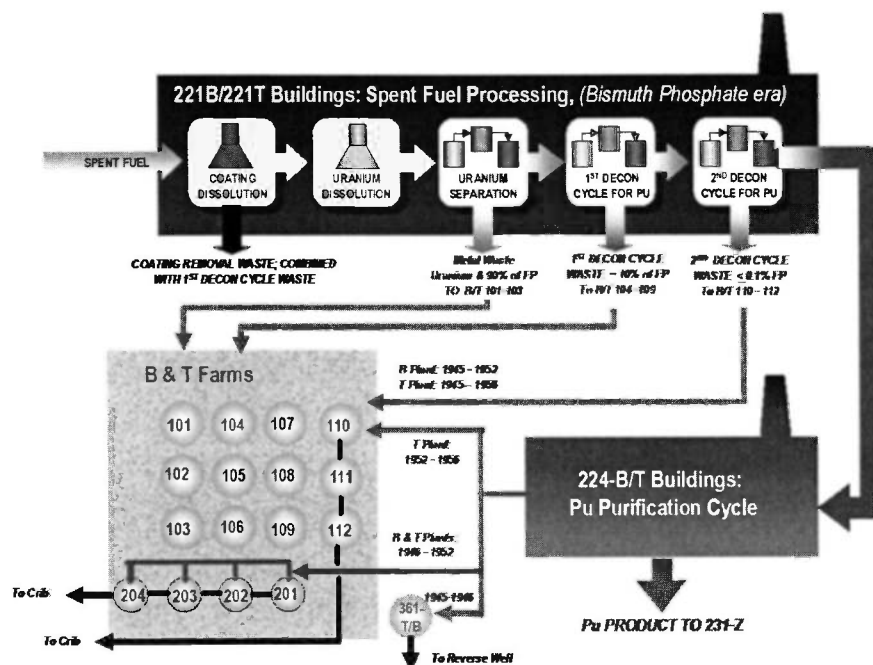 221B/221T Buildings: Spent Fuel Processing, (Bismuth Phosphate era)
SPENT FUEL
COATING
DISSOLUTION
URANIUM
DISSOLUTION
URANIUM
SEPARATION
1ST DECON
CYCLE FOR PU
2ND DECON
CYCLE FOR PU
COATING REMOVAL WASTE; COMBINED
WITH 1ST DECON CYCLE WASTE
Metal Waste
Uranium & 90% of FP
TO B/T 101-103
1ST DECON CYCLE
WASTE ~ 10% of FP
To B/T 104-109
2ND DECON CYCLE
WASTE < 0.1% FP
To B/T 110 - 112
B & T Farms
B Plant: 1945 - 1952
T Plant: 1945 - 1956
101
104
107
110
T Plant:
1952 - 1956
102
105
108
111
224-B/T Buildings:
Pu Purification Cycle
103
106
109
112
B & T Plants:
1946 - 1952
To Crib
204
203
202
201
1945-1946
361-
T/B
Pu PRODUCT TO 231-Z
To Crib
To Reverse Well